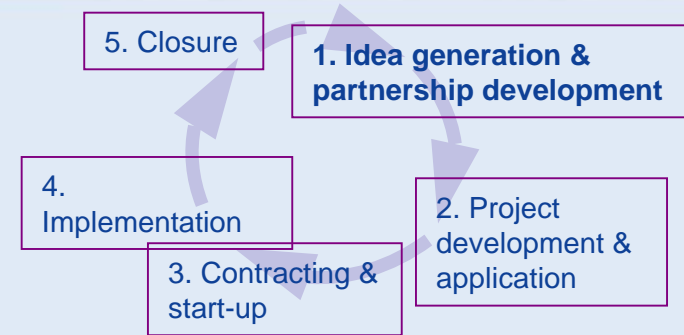 5. Closure
1. Idea generation &
partnership development
4.
Implementation
2. Project
development &
application
3. Contracting &
start-up